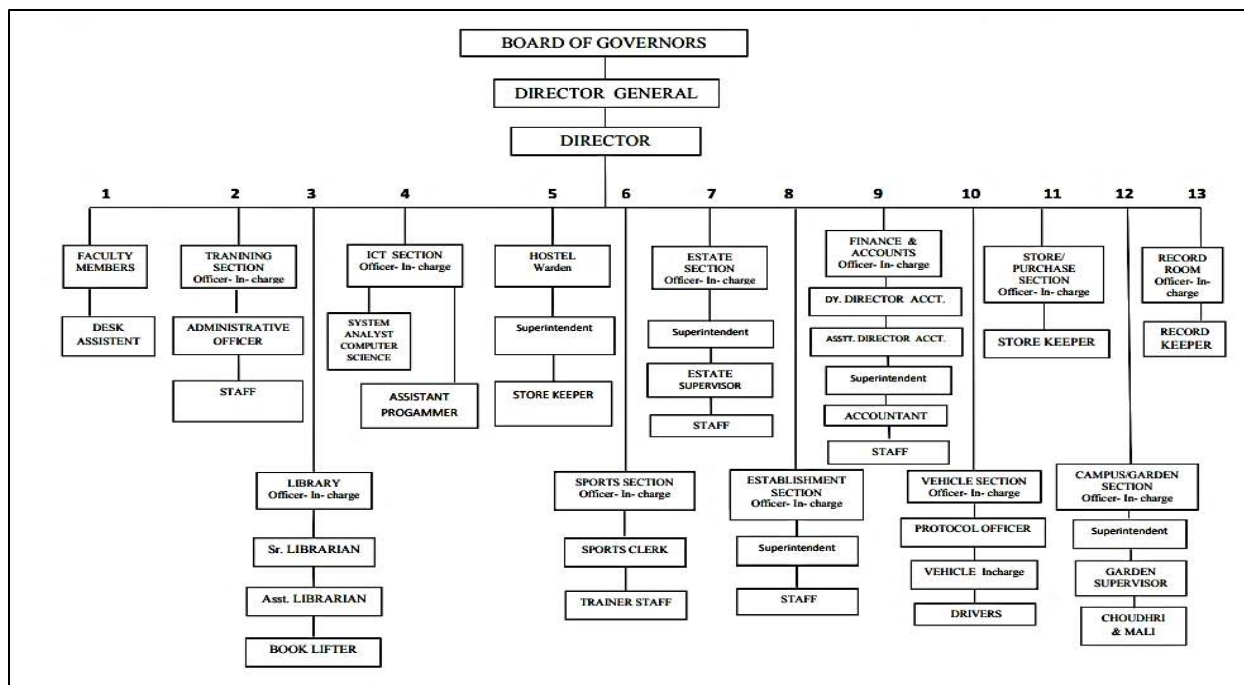 BOARD OF GOVERNORS
DIRECTOR GENERAL
DIRECTOR
1 2 3 4 5 6 7 8 9 10 11 12 13
FACULTY
MEMBERS
DESK
ASSISTENT
TRANINING
SECTION
Officer- In- charge
ADMINISTRATIVE
OFFICER
STAFF
LIBRARY
Officer- In- charge
Sr. LIBRARIAN
Asst. LIBRARIAN
BOOK LIFTER
ICT SECTION
Officer- In- charge
SYSTEM
ANALYST
COMPUTER
SCIENCE
ASSISTANT
PROGAMMER
HOSTEL
Warden
Superintendent
STORE KEEPER
SPORTS SECTION
Officer- In- charge
SPORTS CLERK
TRAINER STAFF
ESTATE
SECTION
Officer- In- charge
Superintendent
ESTATE
SUPERVISOR
STAFF
ESTABLISHMENT
SECTION
Officer- In- charge
Superintendent
STAFF
FINANCE &
ACCOUNTS
Officer- In- charge
DY. DIRECTOR ACCT.
ASSTT. DIRECTOR ACCT.
Superintendent
ACCOUNTANT
STAFF
VEHICLE SECTION
Officer- In- charge
PROTOCOL OFFICER
VEHICLE Incharge
DRIVERS
STORE/
PURCHASE
SECTION
Officer- In- charge
STORE KEEPER
CAMPUS/GARDEN
SECTION
Officer- In- charge
Superintendent
GARDEN
SUPERVISOR
CHOUDHRI
& MALI
RECORD
ROOM
Officer- In-
charge
RECORD
KEEPER